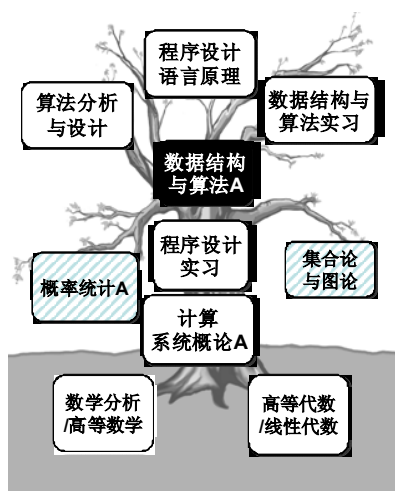 程序设计
语言原理
算法分析
与设计
数据结构与
算法实习
数据结构
与算法A
程序设计
实习
集合论
与图论
概率统计A
计算
系统概论A
数学分析
/高等数学
高等代数
/线性代数